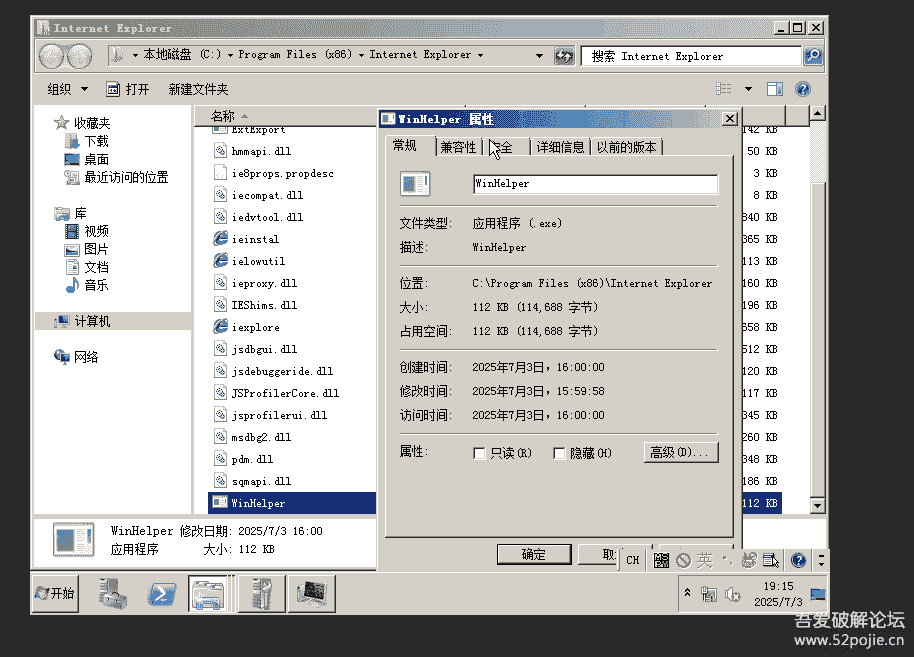 Internet Explorer
本地磁盘 (C:) Program Files (x86) Internet Explorer
搜索 Internet Explorer
组织 打开 新建文件夹
收藏夹
下载
桌面
最近访问的位置
库
视频
图片
文档
音乐
计算机
网络
名称
ExtExport
hmmapi.dll
ie8props.propdesc
iecompat.dll
iedvtool.dll
ieinstal
ielowutil
ieproxy.dll
IEShims.dll
iexplore
jsdbgui.dll
jsdebuggeride.dll
JSProfilerCore.dll
jsprofilerui.dll
msdbg2.dll
pdm.dll
sqmapi.dll
WinHelper
142 KB
50 KB
3 KB
8 KB
840 KB
365 KB
113 KB
160 KB
196 KB
658 KB
512 KB
120 KB
117 KB
345 KB
260 KB
348 KB
186 KB
112 KB
WinHelper 属性
常规 兼容性 安全 详细信息 以前的版本
WinHelper
文件类型: 应用程序 (.exe)
描述: WinHelper
位置: C:\Program Files (x86)\Internet Explorer
大小: 112 KB (114,688 字节)
占用空间: 112 KB (114,688 字节)
创建时间: 2025年7月3日, 16:00:00
修改时间: 2025年7月3日, 15:59:58
访问时间: 2025年7月3日, 16:00:00
属性: 只读(R) 隐藏(H) 高级(D)...
确定 取
WinHelper 修改日期: 2025/7/3 16:00
应用程序 大小: 112 KB
CH 英
开始
19:15
2025/7/3
吾爱破解论坛
www.52pojie.cn